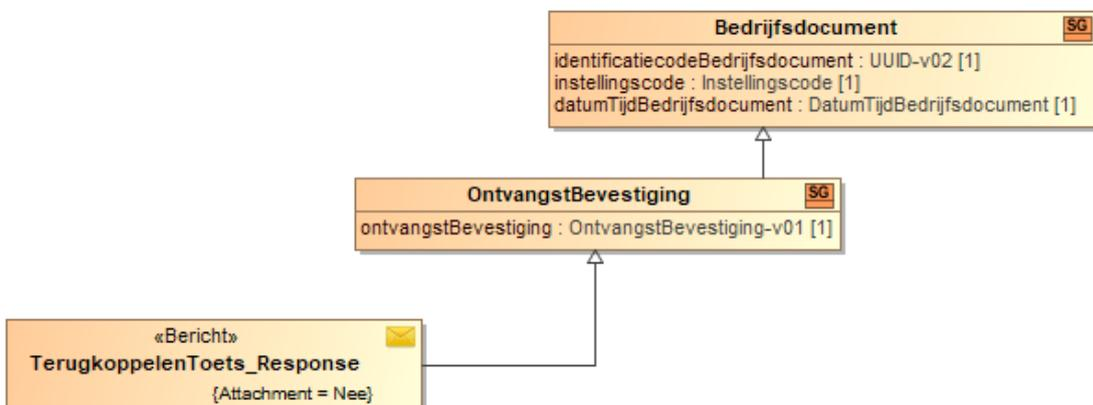 Bedrijfsdocument SG
identificatiecodeBedrijfsdocument : UUID-v02 [1]
instellingscode : Instellingscode [1]
datumTijdBedrijfsdocument : DatumTijdBedrijfsdocument [1]
OntvangstBevestiging SG
ontvangstBevestiging : OntvangstBevestiging-v01 [1]
«Bericht»
TerugkoppelenToets_Response
{Attachment = Nee}